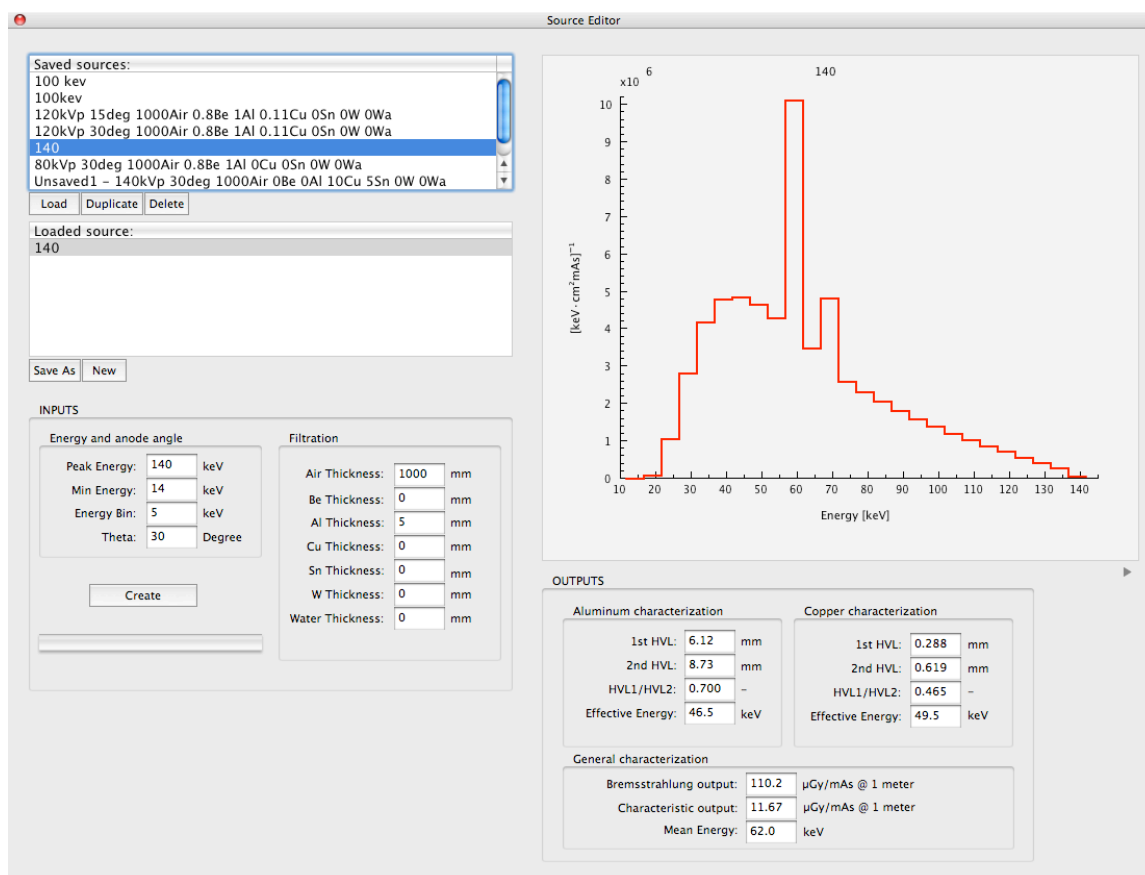 Source Editor
Saved sources:
100 kev
100kev
120kVp 15deg 1000Air 0.8Be 1Al 0.11Cu 0Sn 0W 0Wa
120kVp 30deg 1000Air 0.8Be 1Al 0.11Cu 0Sn 0W 0Wa
140
80kVp 30deg 1000Air 0.8Be 1Al 0Cu 0Sn 0W 0Wa
Unsaved1 – 140kVp 30deg 1000Air 0Be 0Al 10Cu 5Sn 0W 0Wa
Load Duplicate Delete
Loaded source:
140
Save As New
INPUTS
Energy and anode angle
Peak Energy: 140 keV
Min Energy: 14 keV
Energy Bin: 5 keV
Theta: 30 Degree
Create
Filtration
Air Thickness: 1000 mm
Be Thickness: 0 mm
Al Thickness: 5 mm
Cu Thickness: 0 mm
Sn Thickness: 0 mm
W Thickness: 0 mm
Water Thickness: 0 mm
x10 6
140
10
9
8
7
6
5
4
3
2
1
0
[keV·cm²mAs]⁻¹
10 20 30 40 50 60 70 80 90 100 110 120 130 140
Energy [keV]
OUTPUTS
Aluminum characterization
1st HVL: 6.12 mm
2nd HVL: 8.73 mm
HVL1/HVL2: 0.700 –
Effective Energy: 46.5 keV
Copper characterization
1st HVL: 0.288 mm
2nd HVL: 0.619 mm
HVL1/HVL2: 0.465 –
Effective Energy: 49.5 keV
General characterization
Bremsstrahlung output: 110.2 µGy/mAs @ 1 meter
Characteristic output: 11.67 µGy/mAs @ 1 meter
Mean Energy: 62.0 keV